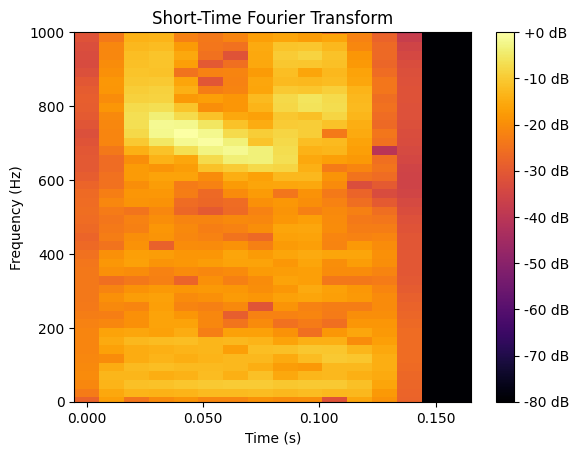 Short-Time Fourier Transform
1000
800
600
400
200
0
Frequency (Hz)
0.000
0.050
0.100
0.150
Time (s)
+0 dB
-10 dB
-20 dB
-30 dB
-40 dB
-50 dB
-60 dB
-70 dB
-80 dB